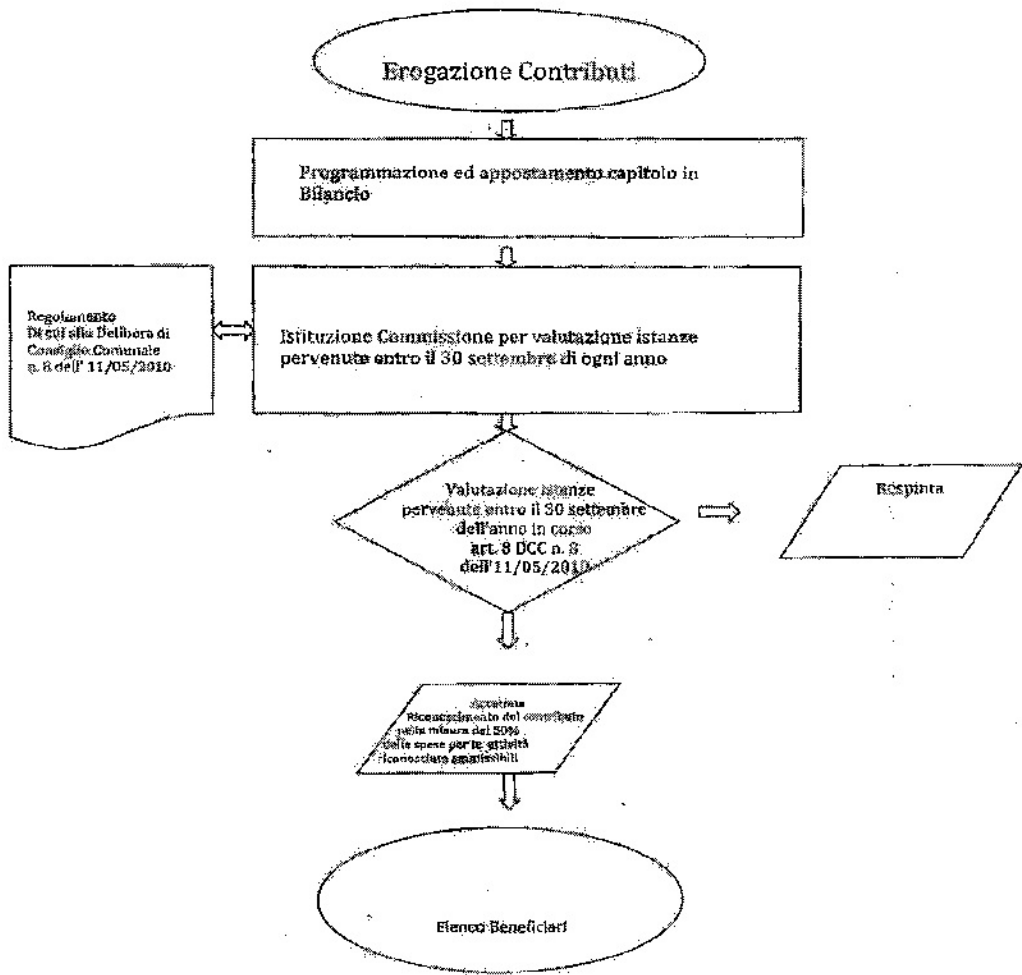 Erogazione Contributi
Programmazione ed appostamento capitolo in
Bilancio
Regolamento
Di cui alla Delibera di
Consiglio Comunale
n. 8 dell' 11/05/2010
Istituzione Commissione per valutazione istanze
pervenute entro il 30 settembre di ogni anno
Valutazione istanze
pervenute entro il 30 settembre
dell'anno in corso
art. 8 DCC n. 8
dell'11/05/2010
Respinta
Riconoscimento del contributo
nella misura del 50%
delle spese per le attività
riconosciute ammissibili
Elenco Beneficiari